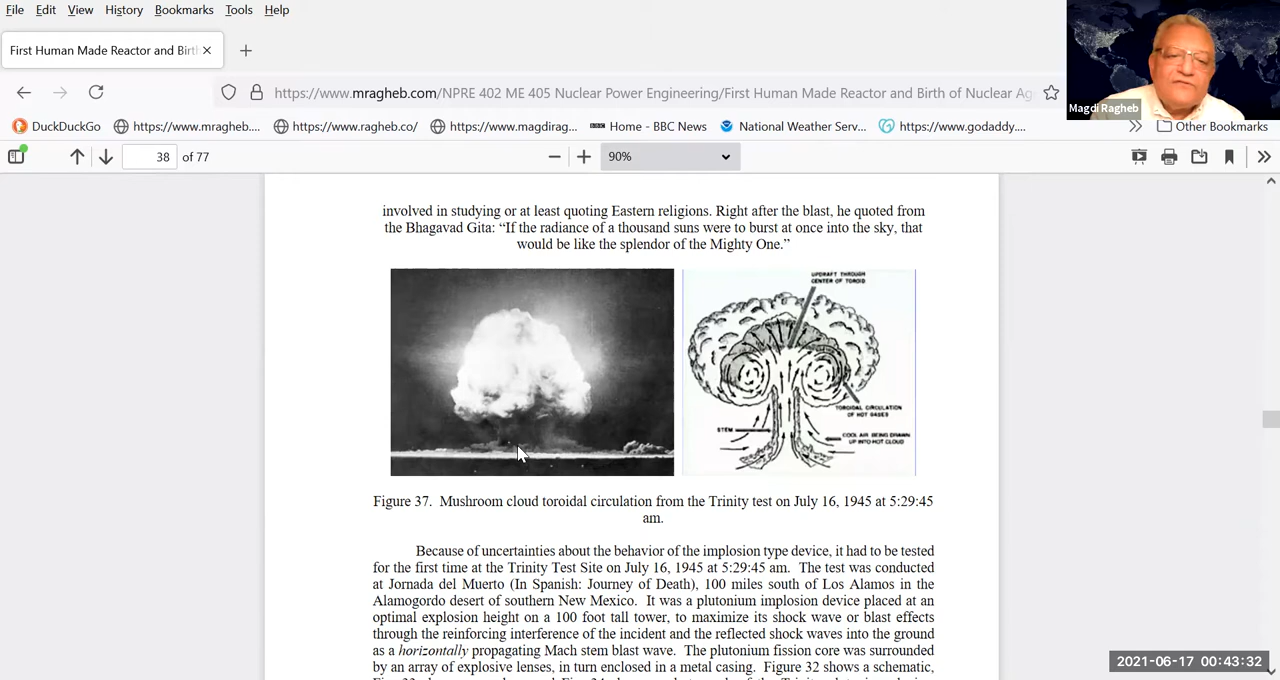 File Edit View History Bookmarks Tools Help
First Human Made Reactor and Birt
https://www.mragheb.com/NPRE 402 ME 405 Nuclear Power Engineering/First Human Made Reactor and Birth of Nuclear Ag
Magdi Ragheb
DuckDuckGo https://www.mragheb.... https://www.ragheb.co/ https://www.magdirag... Home - BBC News National Weather Serv... https://www.godaddy.... Other Bookmarks
38 of 77 90%
involved in studying or at least quoting Eastern religions. Right after the blast, he quoted from
the Bhagavad Gita: “If the radiance of a thousand suns were to burst at once into the sky, that
would be like the splendor of the Mighty One.”
UPDRAFT THROUGH
CENTER OF TOROID
TOROIDAL CIRCULATION
OF HOT GASES
STEM
COOL AIR BEING DRAWN
UP INTO HOT CLOUD
Figure 37. Mushroom cloud toroidal circulation from the Trinity test on July 16, 1945 at 5:29:45
am.
Because of uncertainties about the behavior of the implosion type device, it had to be tested
for the first time at the Trinity Test Site on July 16, 1945 at 5:29:45 am. The test was conducted
at Jornada del Muerto (In Spanish: Journey of Death), 100 miles south of Los Alamos in the
Alamogordo desert of southern New Mexico. It was a plutonium implosion device placed at an
optimal explosion height on a 100 foot tall tower, to maximize its shock wave or blast effects
through the reinforcing interference of the incident and the reflected shock waves into the ground
as a horizontally propagating Mach stem blast wave. The plutonium fission core was surrounded
by an array of explosive lenses, in turn enclosed in a metal casing. Figure 32 shows a schematic,
2021-06-17 00:43:32